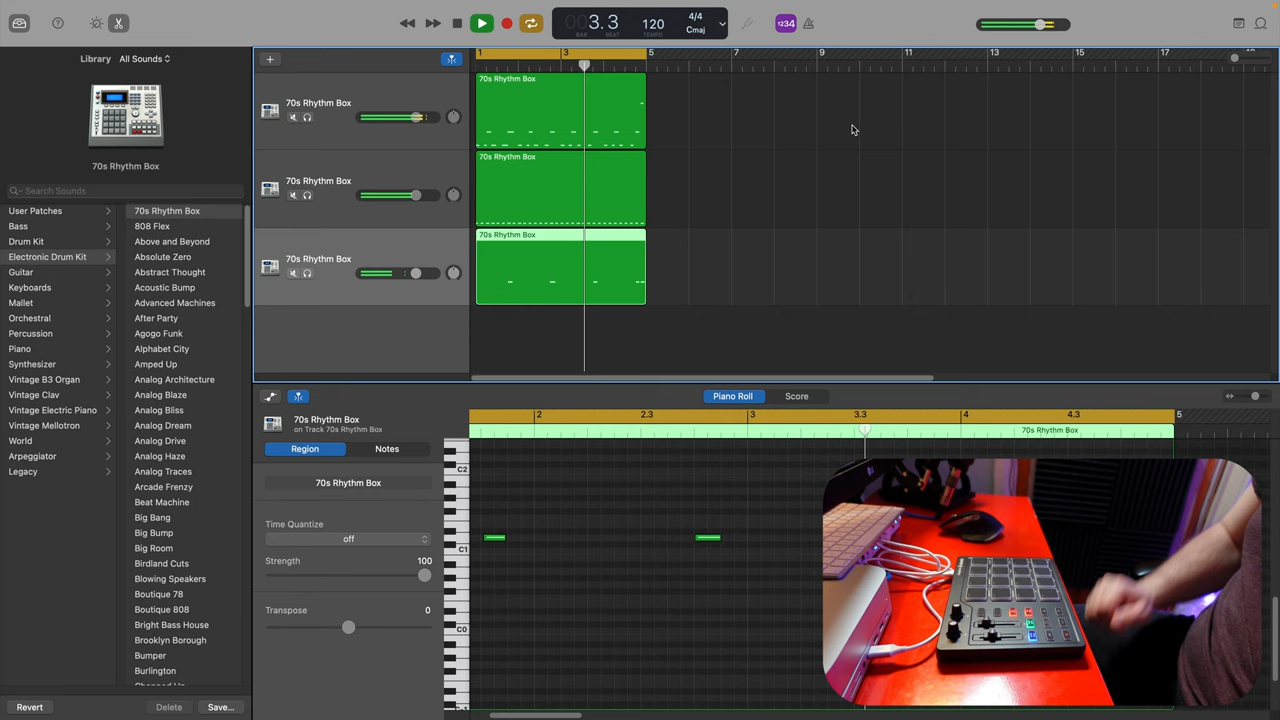 3.3
BAR
BEAT
120
TEMPO
4/4
Cmaj
1234
Library
All Sounds
70s Rhythm Box
Search Sounds
User Patches
Bass
Drum Kit
Electronic Drum Kit
Guitar
Keyboards
Mallet
Orchestral
Percussion
Piano
Synthesizer
Vintage B3 Organ
Vintage Clav
Vintage Electric Piano
Vintage Mellotron
World
Arpeggiator
Legacy
70s Rhythm Box
808 Flex
Above and Beyond
Absolute Zero
Abstract Thought
Acoustic Bump
Advanced Machines
After Party
Agogo Funk
Alphabet City
Amped Up
Analog Architecture
Analog Blaze
Analog Bliss
Analog Dream
Analog Drive
Analog Haze
Analog Traces
Arcade Frenzy
Beat Machine
Big Bang
Big Bump
Big Room
Birdland Cuts
Blowing Speakers
Boutique 78
Boutique 808
Bright Bass House
Brooklyn Borough
Bumper
Burlington
Revert
Delete
Save...
1 3 5 7 9 11 13 15 17
70s Rhythm Box
70s Rhythm Box
70s Rhythm Box
70s Rhythm Box
70s Rhythm Box
70s Rhythm Box
Piano Roll
Score
70s Rhythm Box
on Track 70s Rhythm Box
Region
Notes
70s Rhythm Box
Time Quantize
off
Strength
100
Transpose
0
2 2.3 3 3.3 4 4.3 5
70s Rhythm Box
C2
C1
C0